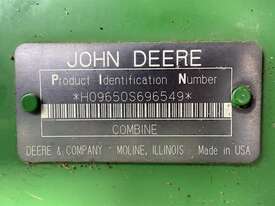 JOHN DEERE
Product Identification Number
*H09650S696549*
COMBINE
DEERE & COMPANY MOLINE, ILLINOIS Made in USA